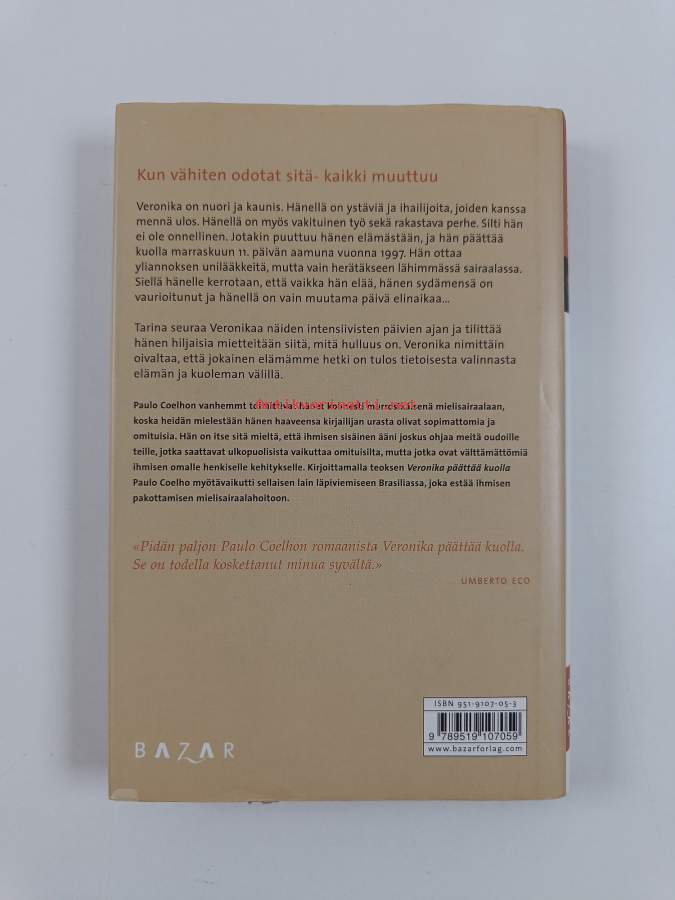 Kun vähiten odotat sitä- kaikki muuttuu
Veronika on nuori ja kaunis. Hänellä on ystäviä ja ihailijoita, joiden kanssa
mennä ulos. Hänellä on myös vakituinen työ sekä rakastava perhe. Silti hän
ei ole onnellinen. Jotakin puuttuu hänen elämästään, ja hän päättää
kuolla marraskuun 11. päivän aamuna vuonna 1997. Hän ottaa
yliannoksen unilääkkeitä, mutta vain herätäkseen lähimmässä sairaalassa.
Siellä hänelle kerrotaan, että vaikka hän elää, hänen sydämensä on
vaurioitunut ja hänellä on vain muutama päivä elinaikaa...
Tarina seuraa Veronikaa näiden intensiivisten päivien ajan ja tilittää
hänen hiljaisia mietteitään siitä, mitä hulluus on. Veronika nimittäin
oivaltaa, että jokainen elämämme hetki on tulos tietoisesta valinnasta
elämän ja kuoleman välillä.
Paulo Coelhon vanhemmt toimittivat hänet kolmesti murrosikäisenä mielisairaalaan,
koska heidän mielestään hänen haaveensa kirjailijan urasta olivat sopimattomia ja
omituisia. Hän on itse sitä mieltä, että ihmisen sisäinen ääni joskus ohjaa meitä oudoille
teille, jotka saattavat ulkopuolisista vaikuttaa omituisilta, mutta jotka ovat välttämättömiä
ihmisen omalle henkiselle kehitykselle. Kirjoittamalla teoksen Veronika päättää kuolla
Paulo Coelho myötävaikutti sellaisen lain läpiviemiseen Brasiliassa, joka estää ihmisen
pakottamisen mielisairaalahoitoon.
«Pidän paljon Paulo Coelhon romaanista Veronika päättää kuolla.
Se on todella koskettanut minua syvältä.»
UMBERTO ECO
ISBN 951-9107-05-3
9 789519 107059
www.bazarforlag.com
BAZAR